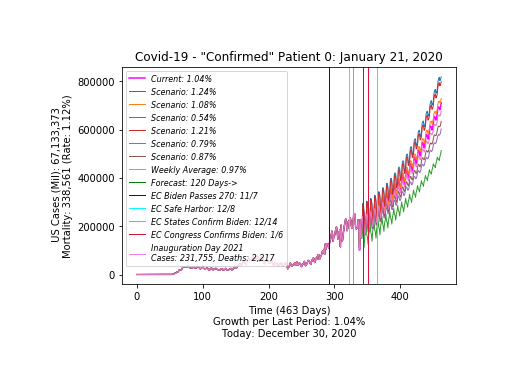 Covid-19 - "Confirmed" Patient 0: January 21, 2020
US Cases (Mil): 67,133,373
Mortality: 338,561 (Rate: 1.12%)
800000
600000
400000
200000
0
Current: 1.04%
Scenario: 1.24%
Scenario: 1.08%
Scenario: 0.54%
Scenario: 1.21%
Scenario: 0.79%
Scenario: 0.87%
Weekly Average: 0.97%
Forecast: 120 Days->
EC Biden Passes 270: 11/7
EC Safe Harbor: 12/8
EC States Confirm Biden: 12/14
EC Congress Confirms Biden: 1/6
Inauguration Day 2021
Cases: 231,755, Deaths: 2,217
0 100 200 300 400
Time (463 Days)
Growth per Last Period: 1.04%
Today: December 30, 2020